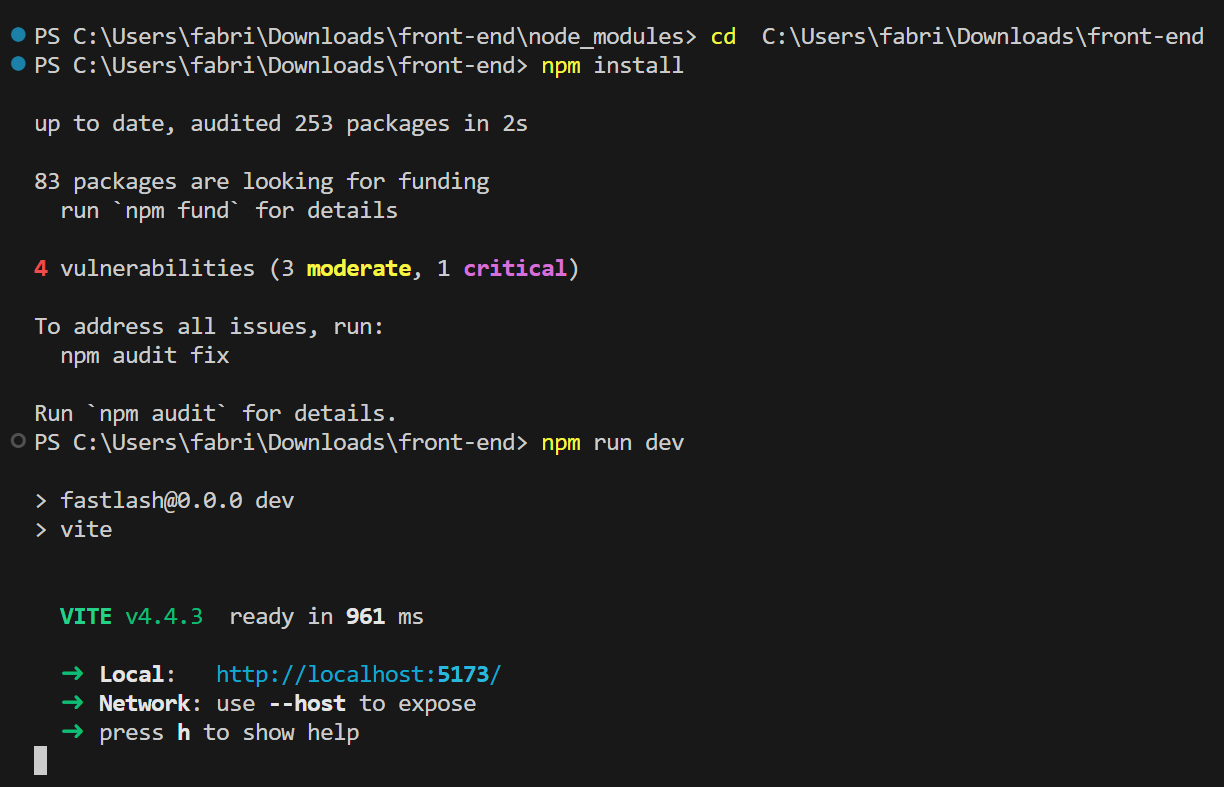 PS C:\Users\fabri\Downloads\front-end\node_modules> cd  C:\Users\fabri\Downloads\front-end
PS C:\Users\fabri\Downloads\front-end> npm install
up to date, audited 253 packages in 2s
83 packages are looking for funding
  run `npm fund` for details
4 vulnerabilities (3 moderate, 1 critical)
To address all issues, run:
  npm audit fix
Run `npm audit` for details.
PS C:\Users\fabri\Downloads\front-end> npm run dev
> fastlash@0.0.0 dev
> vite
  VITE v4.4.3  ready in 961 ms
  ➜ Local:   http://localhost:5173/
  ➜ Network: use --host to expose
  ➜ press h to show help